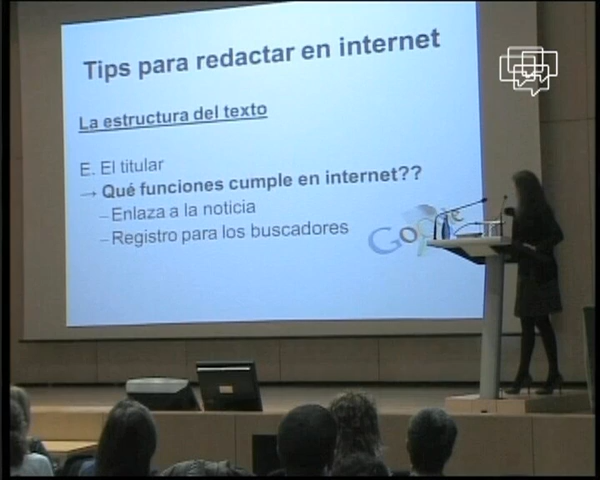 Tips para redactar en internet
La estructura del texto
E. El titular
→ Qué funciones cumple en internet??
– Enlaza a la noticia
– Registro para los buscadores
Google